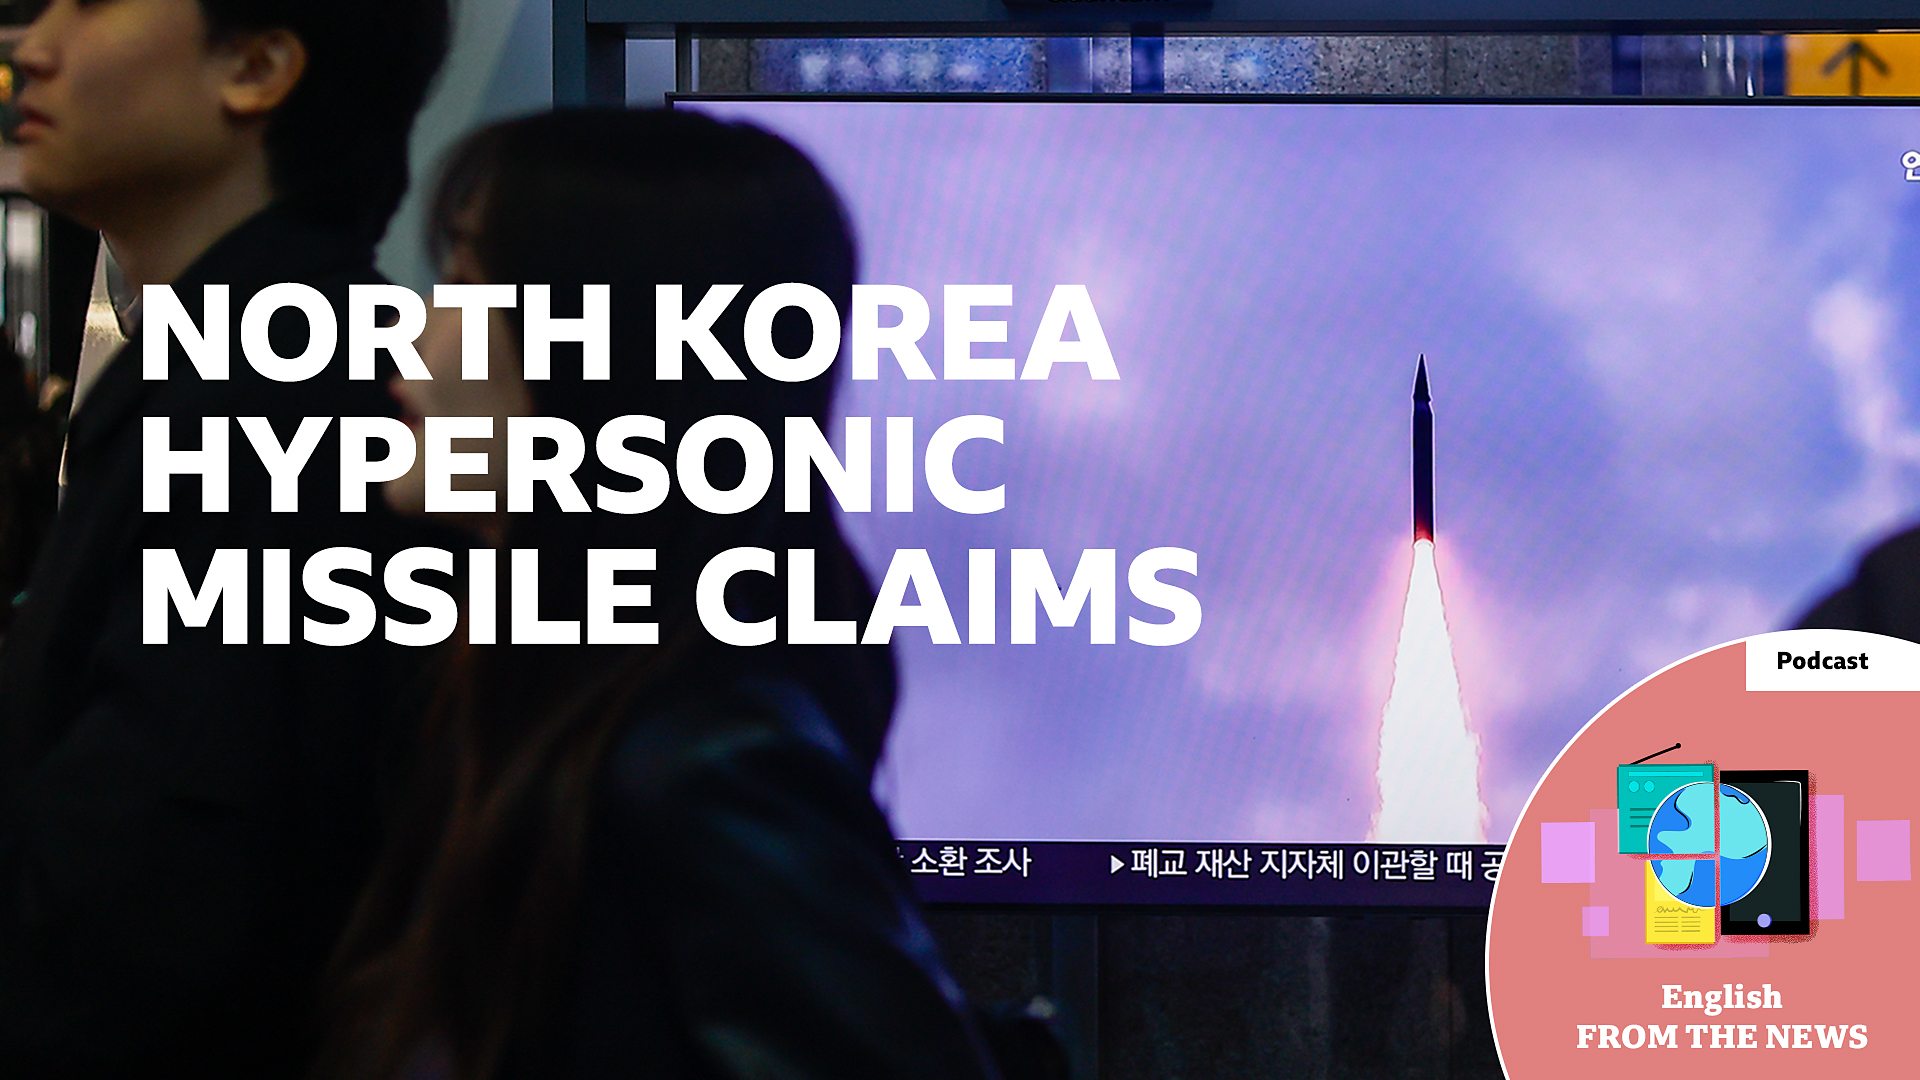 NORTH KOREA
HYPERSONIC
MISSILE CLAIMS
Podcast
소환 조사
▶폐교 재산 지자체 이관할 때
English
FROM THE NEWS